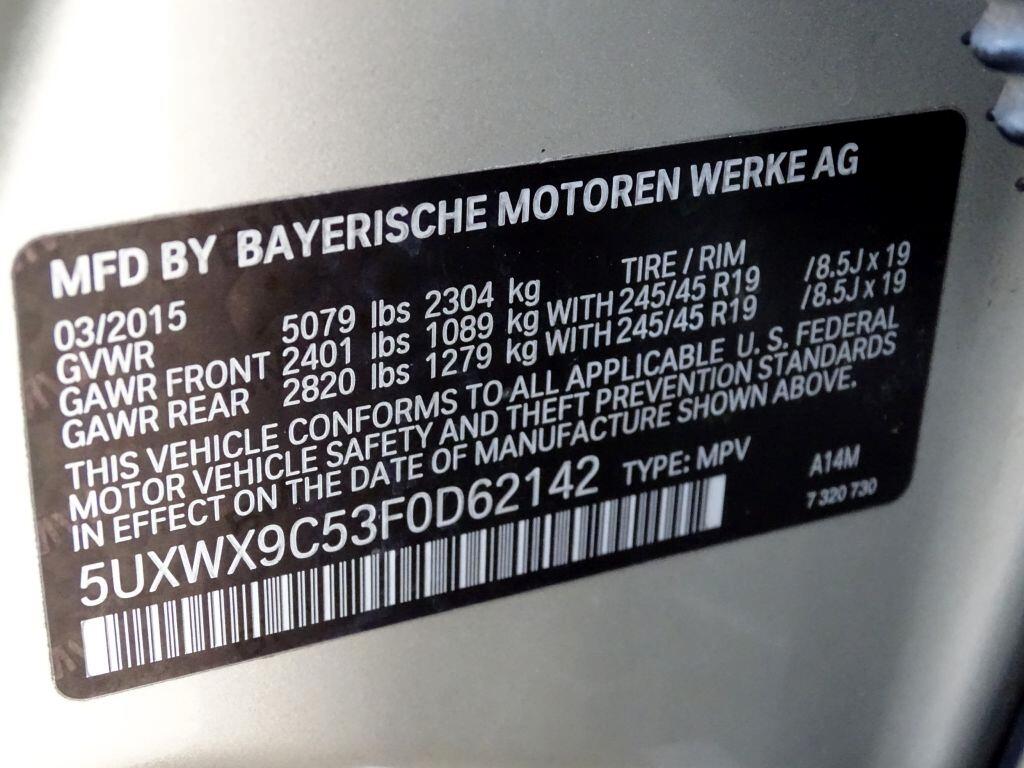 MFD BY BAYERISCHE MOTOREN WERKE AG
03/2015 TIRE / RIM
GVWR 5079 lbs 2304 kg
GAWR FRONT 2401 lbs 1089 kg WITH 245/45 R19 /8.5J x 19
GAWR REAR 2820 lbs 1279 kg WITH 245/45 R19 /8.5J x 19
THIS VEHICLE CONFORMS TO ALL APPLICABLE U. S. FEDERAL
MOTOR VEHICLE SAFETY AND THEFT PREVENTION STANDARDS
IN EFFECT ON THE DATE OF MANUFACTURE SHOWN ABOVE.
5UXWX9C53F0D62142 TYPE: MPV A14M
7 320 730